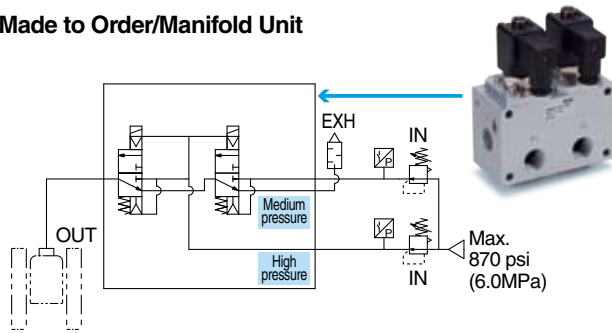 Made to Order/Manifold Unit
EXH
IN
P
Medium
pressure
OUT
P
High
pressure
IN
Max.
870 psi
(6.0MPa)